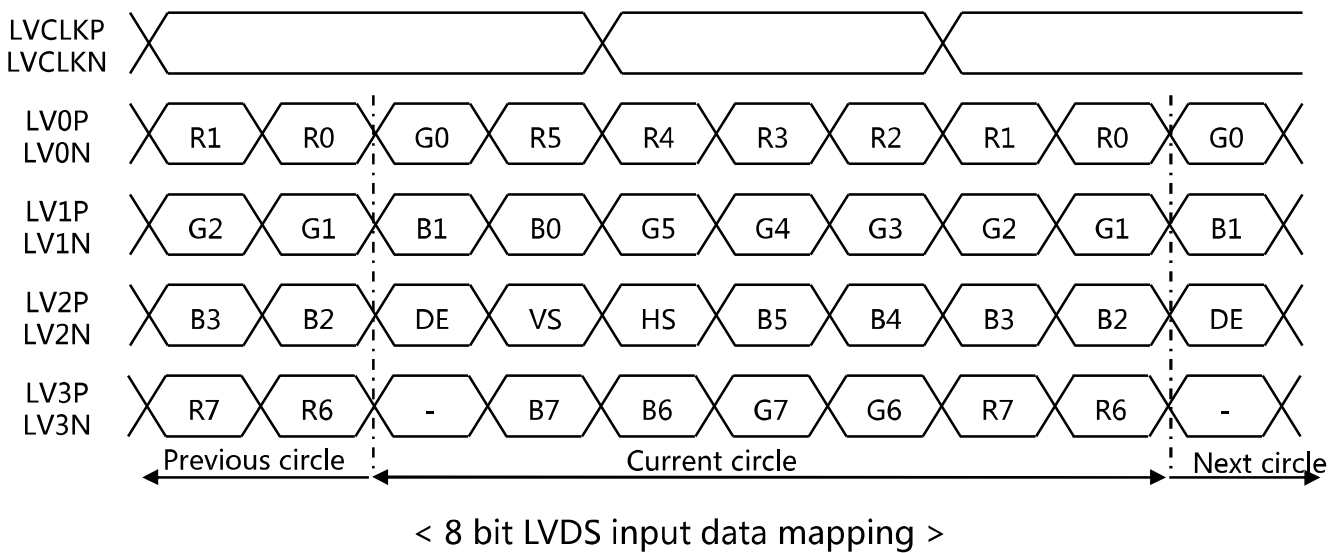 LVCLKP
LVCLKN
LV0P
LV0N
R1 R0 G0 R5 R4 R3 R2 R1 R0 G0
LV1P
LV1N
G2 G1 B1 B0 G5 G4 G3 G2 G1 B1
LV2P
LV2N
B3 B2 DE VS HS B5 B4 B3 B2 DE
LV3P
LV3N
R7 R6 - B7 B6 G7 G6 R7 R6 -
Previous circle Current circle Next circle
< 8 bit LVDS input data mapping >